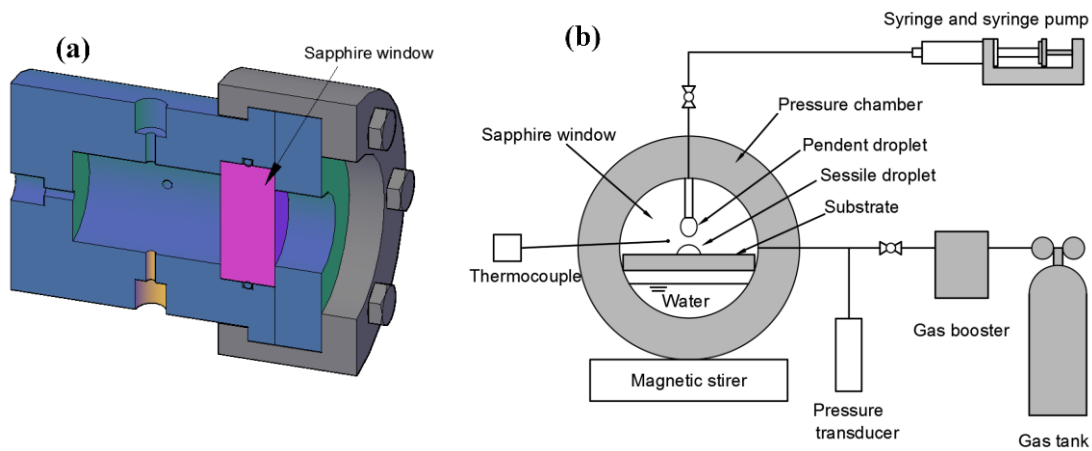 (a)
Sapphire window
(b)
Syringe and syringe pump
Pressure chamber
Sapphire window
Pendent droplet
Sessile droplet
Substrate
Thermocouple
Water
Gas booster
Magnetic stirer
Pressure
transducer
Gas tank